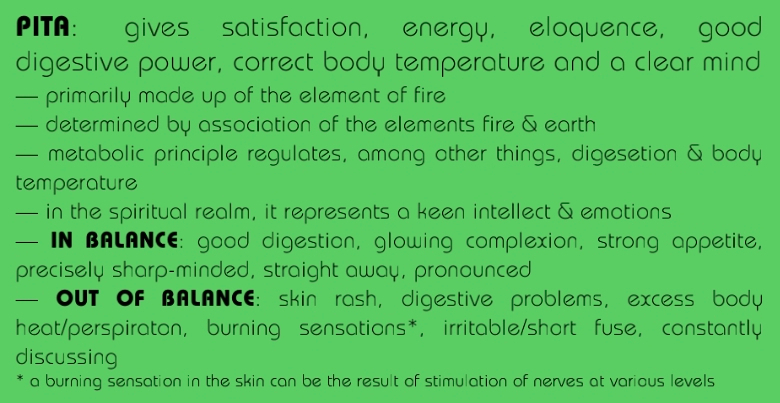 PITA: gives satisfaction, energy, eloquence, good
digestive power, correct body temperature and a clear mind
— primarily made up of the element of fire
— determined by association of the elements fire & earth
— metabolic principle regulates, among other things, digesetion & body
temperature
— in the spiritual realm, it represents a keen intellect & emotions
— IN BALANCE: good digestion, glowing complexion, strong appetite,
precisely sharp-minded, straight away, pronounced
— OUT OF BALANCE: skin rash, digestive problems, excess body
heat/perspiraton, burning sensations*, irritable/short fuse, constantly
discussing
* a burning sensation in the skin can be the result of stimulation of nerves at various levels